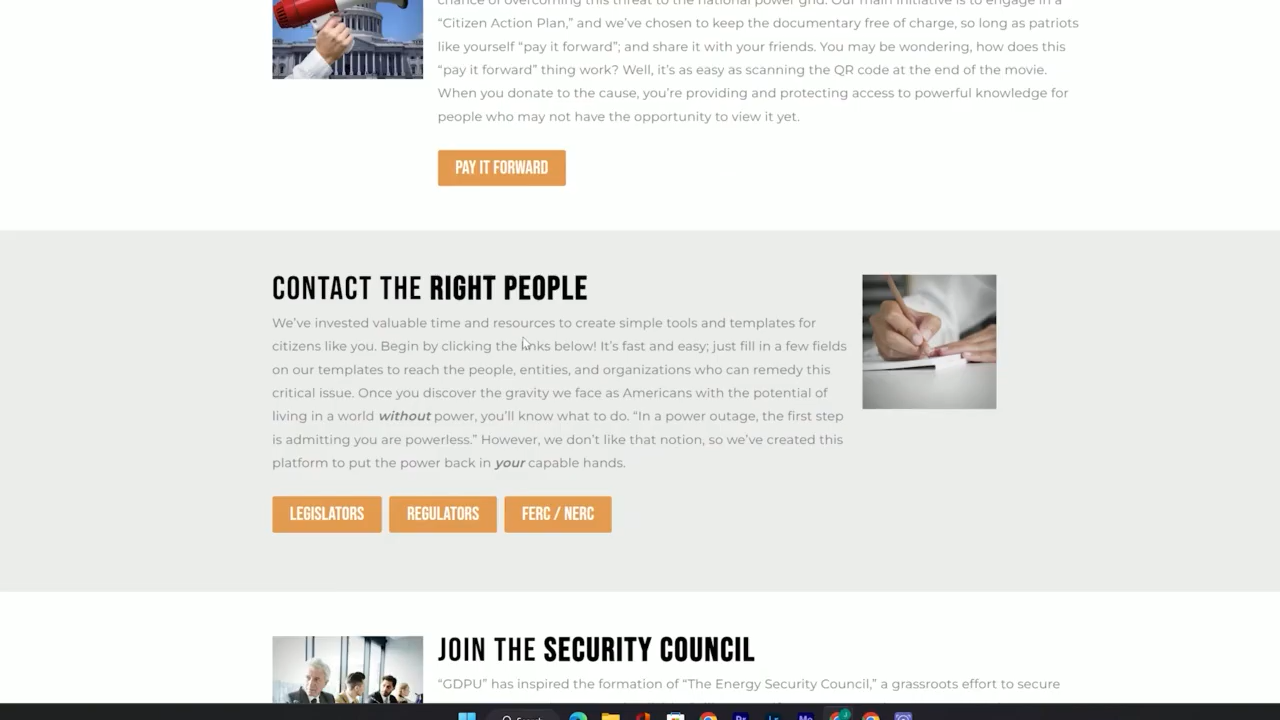 chance of overcoming this threat to the national power grid. Our main initiative is to engage in a
“Citizen Action Plan,” and we’ve chosen to keep the documentary free of charge, so long as patriots
like yourself “pay it forward”; and share it with your friends. You may be wondering, how does this
“pay it forward” thing work? Well, it’s as easy as scanning the QR code at the end of the movie.
When you donate to the cause, you’re providing and protecting access to powerful knowledge for
people who may not have the opportunity to view it yet.
PAY IT FORWARD
CONTACT THE RIGHT PEOPLE
We’ve invested valuable time and resources to create simple tools and templates for
citizens like you. Begin by clicking the links below! It’s fast and easy; just fill in a few fields
on our templates to reach the people, entities, and organizations who can remedy this
critical issue. Once you discover the gravity we face as Americans with the potential of
living in a world without power, you’ll know what to do. “In a power outage, the first step
is admitting you are powerless.” However, we don’t like that notion, so we’ve created this
platform to put the power back in your capable hands.
LEGISLATORS
REGULATORS
FERC / NERC
JOIN THE SECURITY COUNCIL
“GDPU” has inspired the formation of “The Energy Security Council,” a grassroots effort to secure